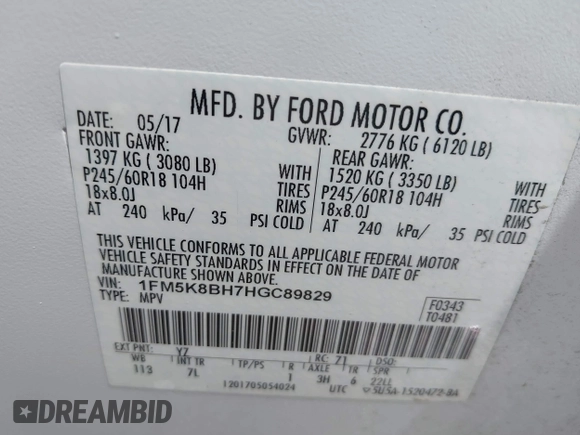 MFD. BY FORD MOTOR CO.
DATE: 05/17 GVWR: 2776 KG ( 6120 LB)
FRONT GAWR: REAR GAWR:
1397 KG ( 3080 LB) WITH 1520 KG ( 3350 LB) WITH
P245/60R18 104H TIRES P245/60R18 104H TIRES
18x8.0J RIMS 18x8.0J RIMS
AT 240 kPa/ 35 PSI COLD AT 240 kPa/ 35 PSI COLD
THIS VEHICLE CONFORMS TO ALL APPLICABLE FEDERAL MOTOR
VEHICLE SAFETY STANDARDS IN EFFECT ON THE DATE OF
MANUFACTURE SHOWN ABOVE.
VIN: 1FM5K8BH7HGC89829
TYPE: MPV
F0343
T0481
EXT PNT: YZ RC: 71 DSO:
WB INT TR TP/PS R AXLE TR SPR
113 7L 1 3H 6 22LL
1201705054024 UTC SU5A-1520472-BA
DREAMBID